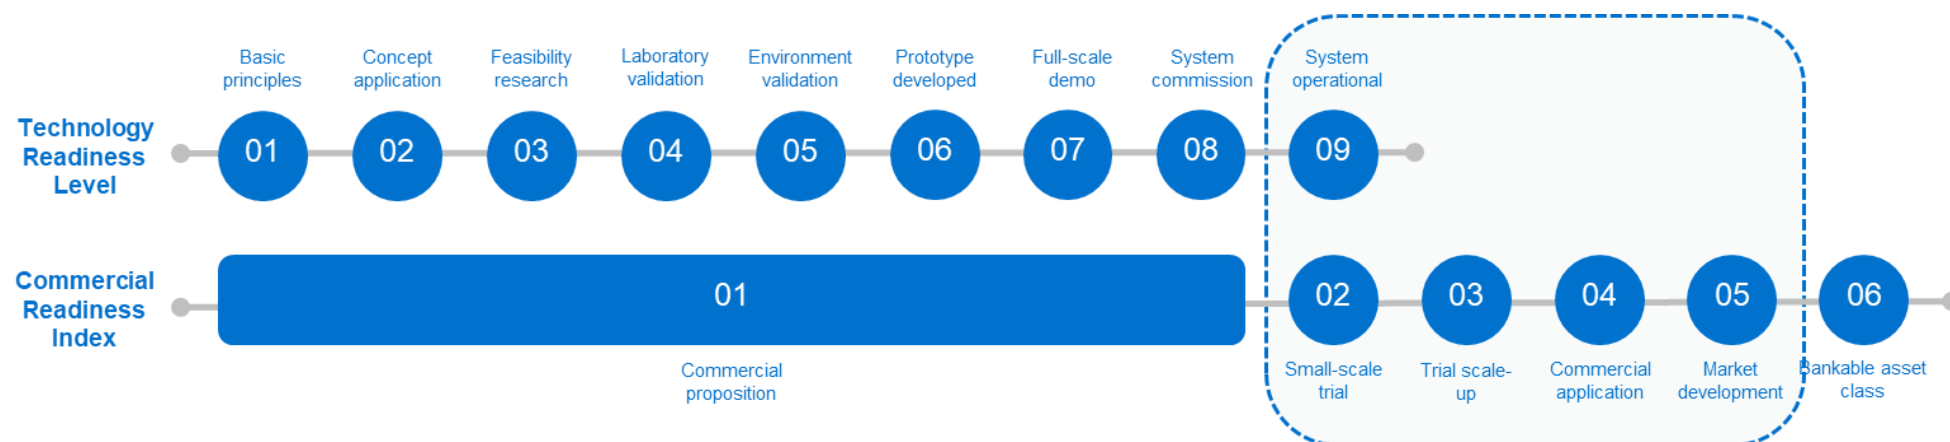 Basic
principles
Concept
application
Feasibility
research
Laboratory
validation
Environment
validation
Prototype
developed
Full-scale
demo
System
commission
System
operational
Technology
Readiness
Level
01
02
03
04
05
06
07
08
09
Commercial
Readiness
Index
01
02
03
04
05
06
Commercial
proposition
Small-scale
trial
Trial scale-
up
Commercial
application
Market
development
Bankable asset
class